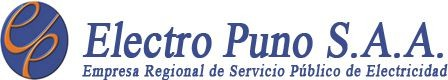 Electro Puno S.A.A.
Empresa Regional de Servicio Público de Electricidad